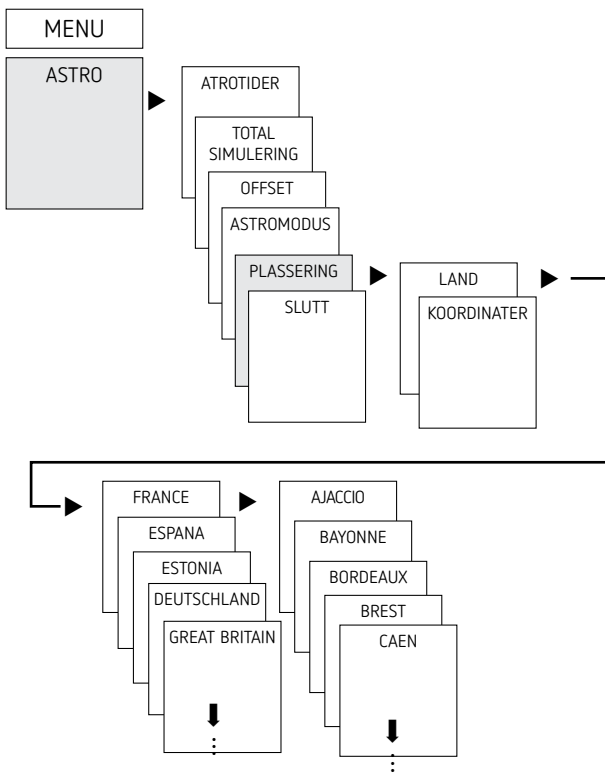 MENU
ASTRO
ATROTIDER
TOTAL
SIMULERING
OFFSET
ASTROMODUS
PLASSERING
SLUTT
LAND
KOORDINATER
FRANCE
ESPANA
ESTONIA
DEUTSCHLAND
GREAT BRITAIN
AJACCIO
BAYONNE
BORDEAUX
BREST
CAEN